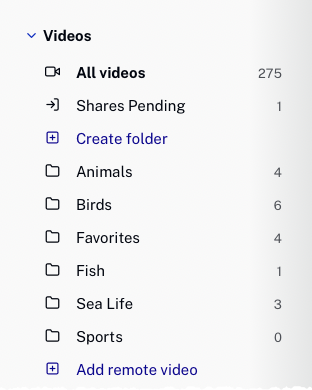 Videos
All videos 275
Shares Pending 1
Create folder
Animals 4
Birds 6
Favorites 4
Fish 1
Sea Life 3
Sports 0
Add remote video